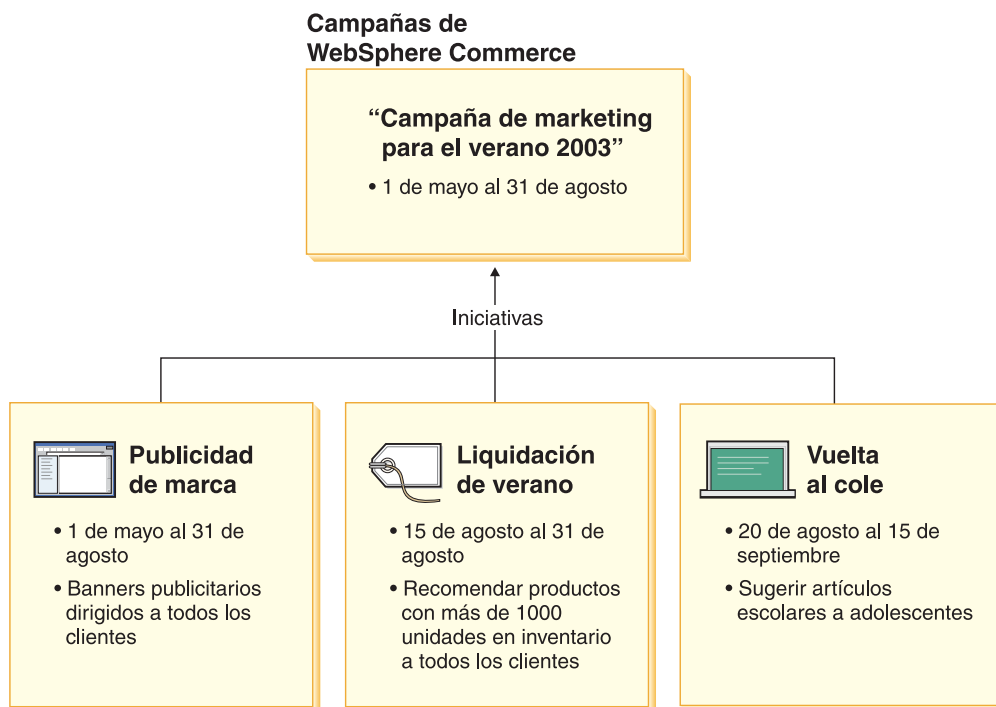 Campañas de
WebSphere Commerce
“Campaña de marketing
para el verano 2003”
• 1 de mayo al 31 de agosto
Iniciativas
Publicidad
de marca
• 1 de mayo al 31 de
agosto
• Banners publicitarios
dirigidos a todos los
clientes
Liquidación
de verano
• 15 de agosto al 31 de
agosto
• Recomendar productos
con más de 1000
unidades en inventario
a todos los clientes
Vuelta
al cole
• 20 de agosto al 15 de
septiembre
• Sugerir artículos
escolares a adolescentes